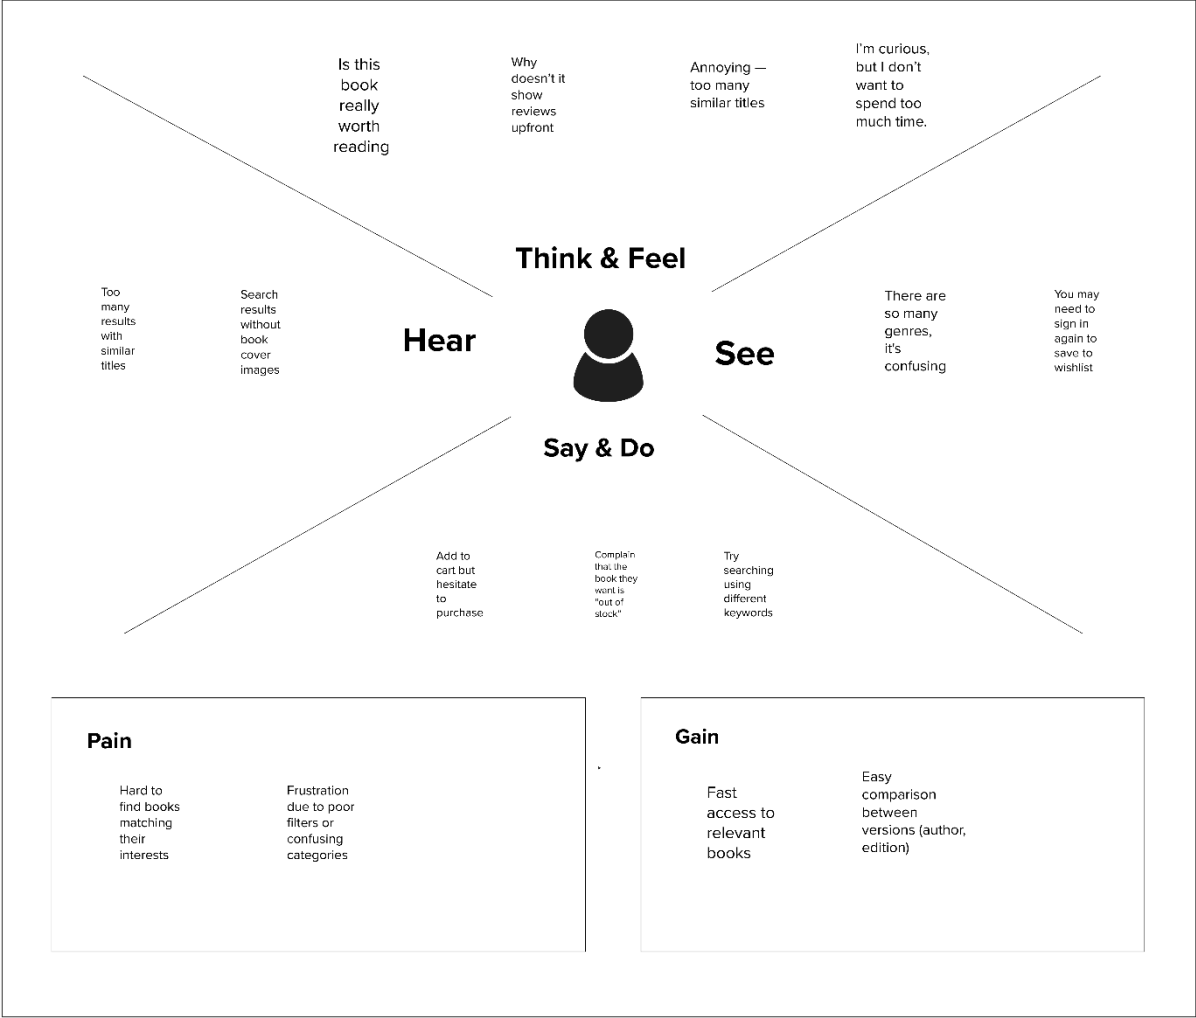 Is this
book
really
worth
reading
Why
doesn't it
show
reviews
upfront
Annoying —
too many
similar titles
I'm curious,
but I don't
want to
spend too
much time.
Think & Feel
Too
many
results
with
similar
titles
Search
results
without
book
cover
images
Hear
See
There are
so many
genres,
it's
confusing
You may
need to
sign in
again to
save to
wishlist
Say & Do
Add to
cart but
hesitate
to
purchase
Complain
that the
book they
want is
"out of
stock"
Try
searching
using
different
keywords
Pain
Hard to
find books
matching
their
interests
Frustration
due to poor
filters or
confusing
categories
Gain
Fast
access to
relevant
books
Easy
comparison
between
versions (author,
edition)